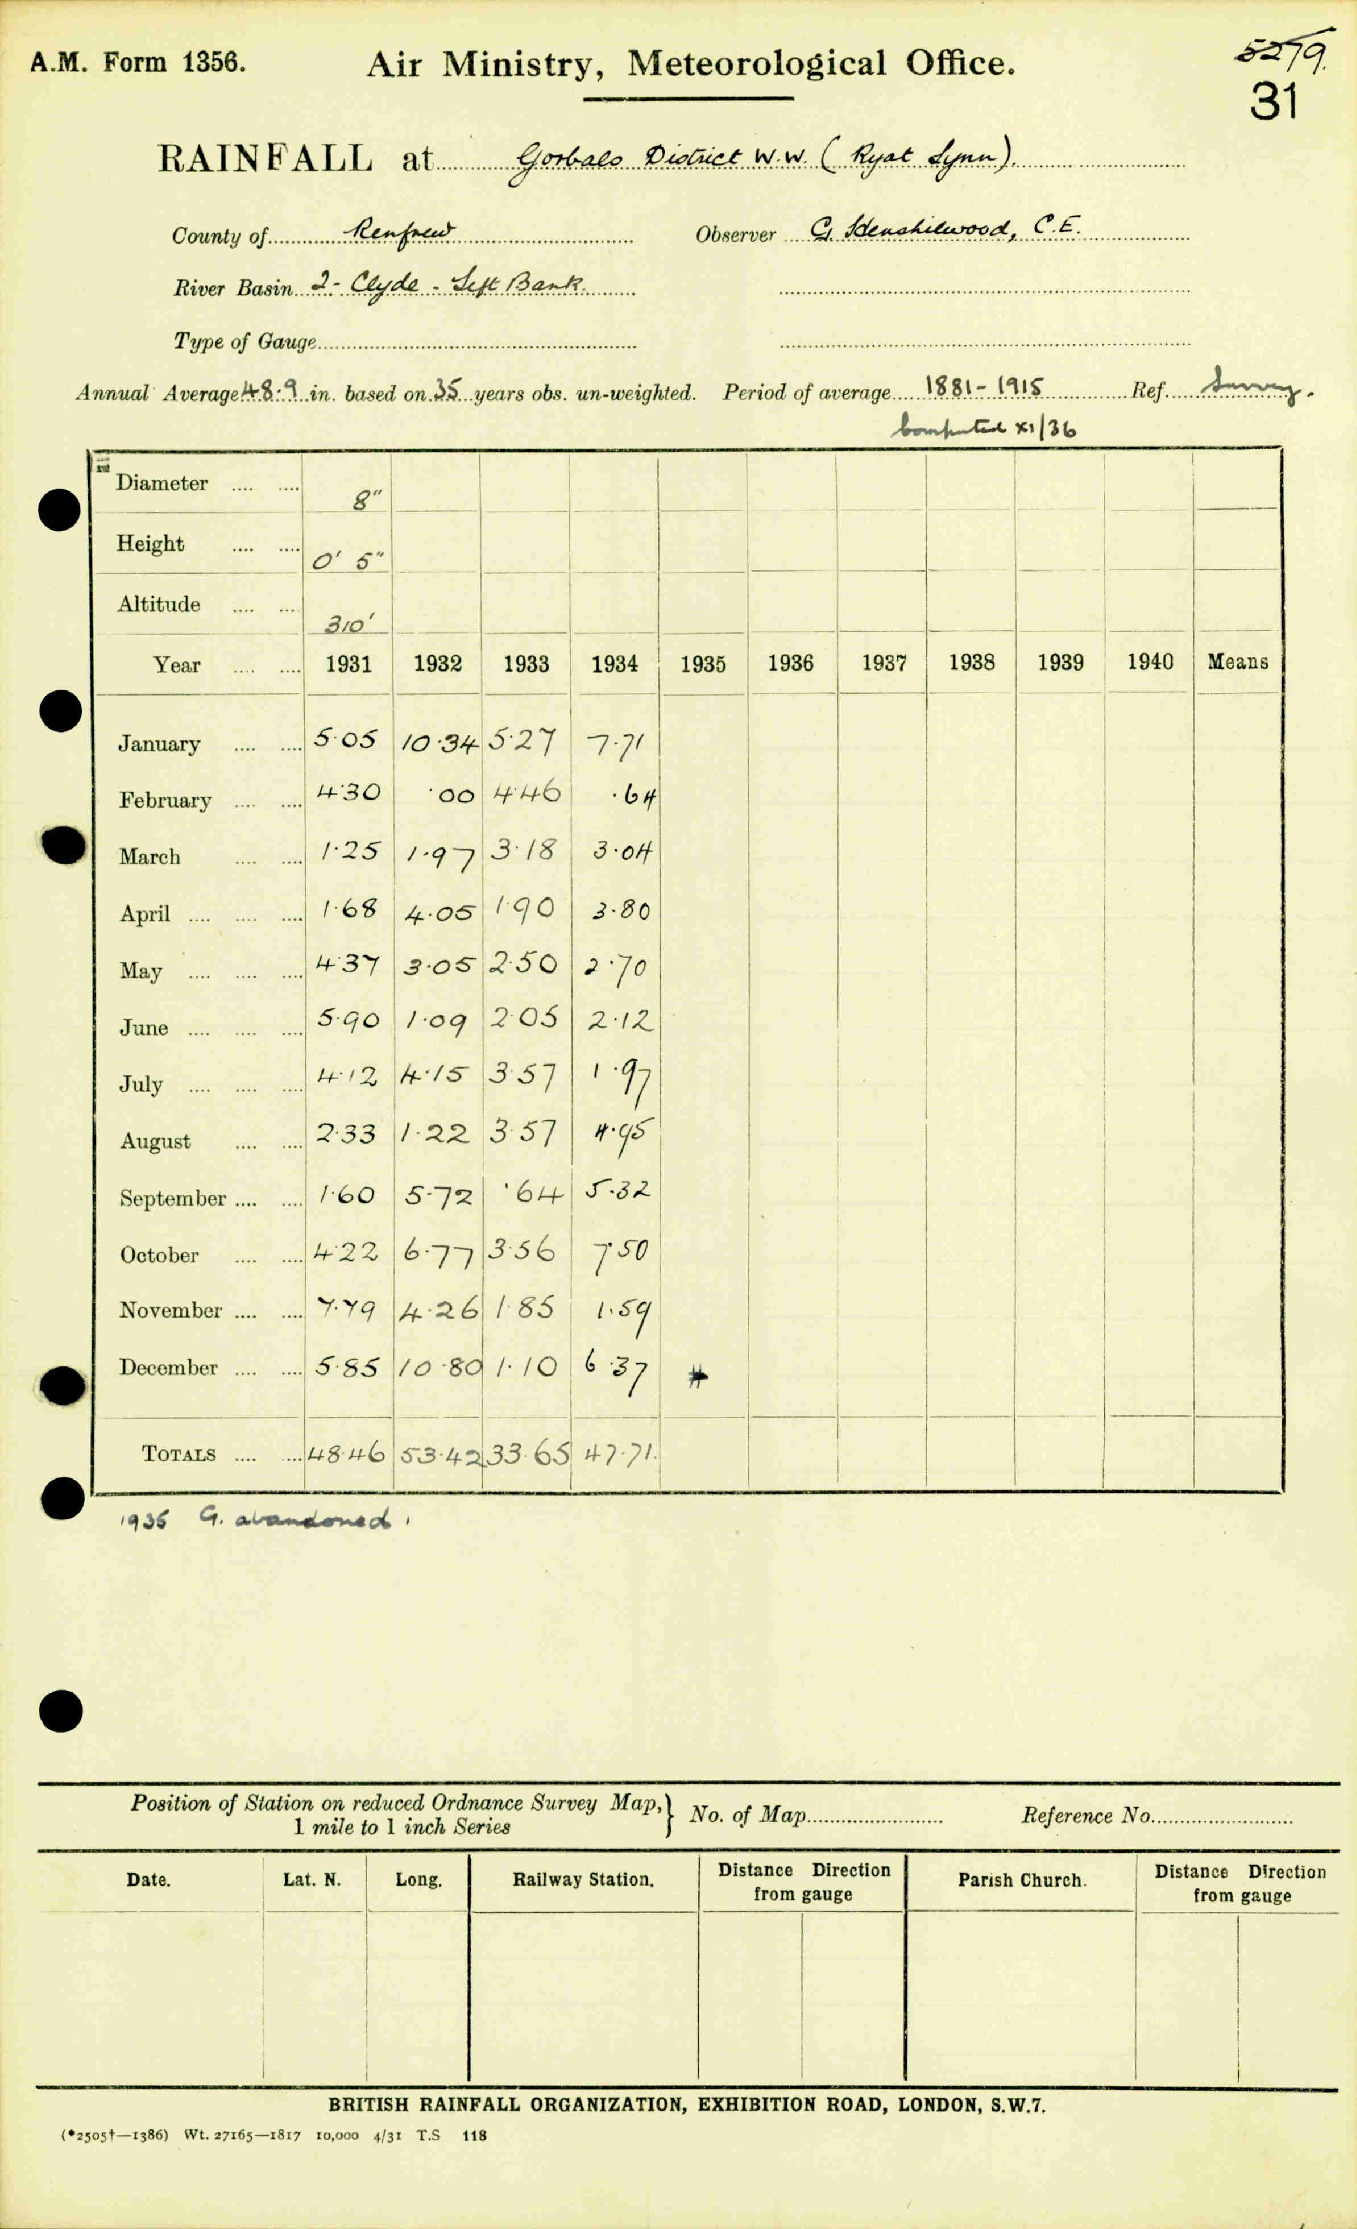 A.M. Form 1356. Air Ministry, Meteorological Office. 5279.
31
RAINFALL at Gorbals District W.W. (Ryat Lynn).
County of Renfrew Observer G. Henshilwood, C.E.
River Basin 2- Clyde - Left Bank.
Type of Gauge
Annual Average 48.9 in. based on 35 years obs. un-weighted. Period of average 1881-1915 Ref. Survey.
Computed XI/36
Diameter 8"
Height 0' 5"
Altitude 310'
Year 1931 1932 1933 1934 1935 1936 1937 1938 1939 1940 Means
January 5.05 10.34 5.27 7.71
February 4.30 .00 4.46 .64
March 1.25 1.97 3.18 3.04
April 1.68 4.05 1.90 3.80
May 4.37 3.05 2.50 2.70
June 5.90 1.09 2.05 2.12
July 4.12 4.15 3.57 1.97
August 2.33 1.22 3.57 4.95
September 1.60 5.72 .64 5.32
October 4.22 6.77 3.56 7.50
November 7.79 4.26 1.85 1.59
December 5.85 10.80 1.10 6.37 #
TOTALS 48.46 53.42 33.65 47.71.
1935 G. abandoned.
Position of Station on reduced Ordnance Survey Map, } No. of Map Reference No.
1 mile to 1 inch Series
Date. Lat. N. Long. Railway Station. Distance Direction from gauge Parish Church. Distance Direction from gauge
BRITISH RAINFALL ORGANIZATION, EXHIBITION ROAD, LONDON, S.W.7.
(*2505†—1386) Wt. 27165—1817 10,000 4/31 T.S 118